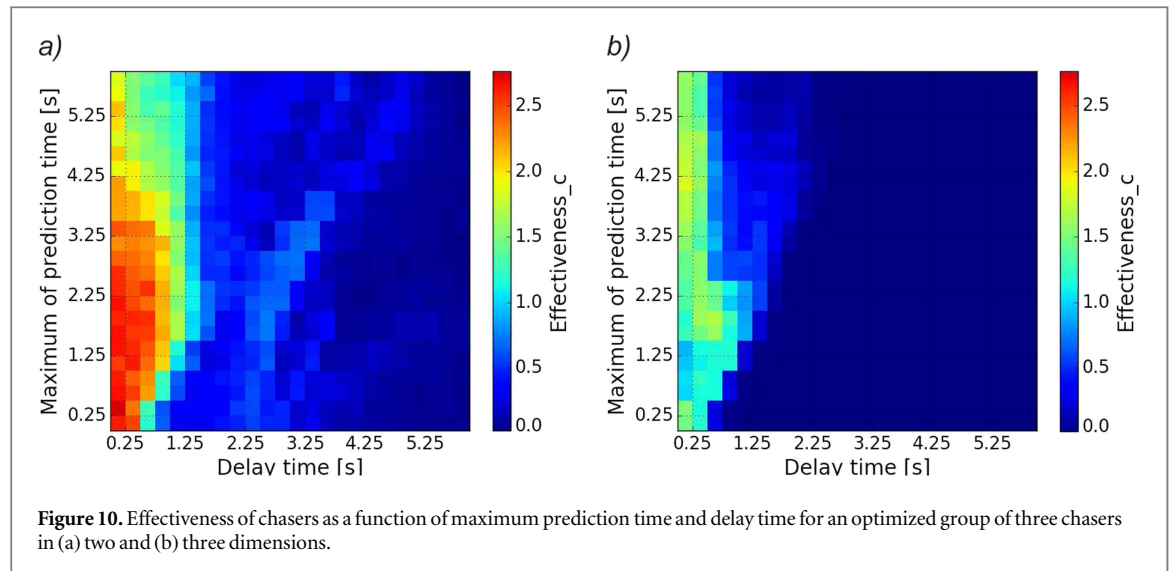 a)
b)
Maximum of prediction time [s]
5.25
4.25
3.25
2.25
1.25
0.25
0.25 1.25 2.25 3.25 4.25 5.25
Delay time [s]
2.5
2.0
1.5
1.0
0.5
0.0
Effectiveness_c
Maximum of prediction time [s]
5.25
4.25
3.25
2.25
1.25
0.25
0.25 1.25 2.25 3.25 4.25 5.25
Delay time [s]
2.5
2.0
1.5
1.0
0.5
0.0
Effectiveness_c
Figure 10. Effectiveness of chasers as a function of maximum prediction time and delay time for an optimized group of three chasers
in (a) two and (b) three dimensions.